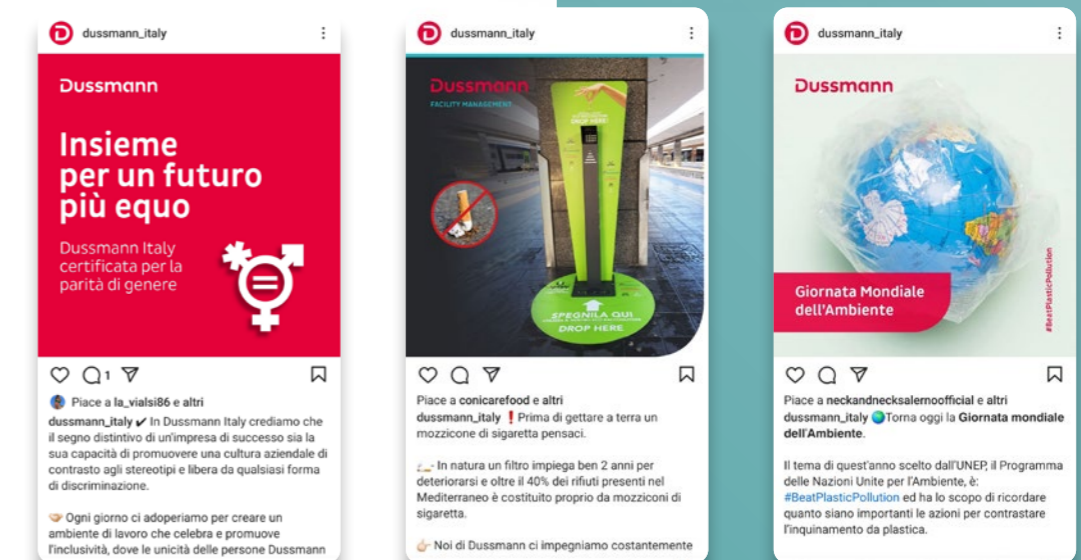 dussmann_italy
Dussmann
Insieme
per un futuro
più equo
Dussmann Italy
certificata per la
parità di genere
1
Piace a la_vialsi86 e altri
dussmann_italy ✔ In Dussmann Italy crediamo che
il segno distintivo di un'impresa di successo sia la
sua capacità di promuovere una cultura aziendale di
contrasto agli stereotipi e libera da qualsiasi forma
di discriminazione.
Ogni giorno ci adoperiamo per creare un
ambiente di lavoro che celebra e promuove
l'inclusività, dove le unicità delle persone Dussmann
dussmann_italy
Dussmann
FACILITY MANAGEMENT
DROP HERE!
SPEGNILA QUI
DROP HERE
Piace a conicarefood e altri
dussmann_italy ❗Prima di gettare a terra un
mozzicone di sigaretta pensaci.
- In natura un filtro impiega ben 2 anni per
deteriorarsi e oltre il 40% dei rifiuti presenti nel
Mediterraneo è costituito proprio da mozziconi di
sigaretta.
Noi di Dussmann ci impegniamo costantemente
dussmann_italy
Dussmann
Giornata Mondiale
dell'Ambiente
#BeatPlasticPollution
Piace a neckandnecksalernoofficial e altri
dussmann_italy Torna oggi la Giornata mondiale
dell'Ambiente.
Il tema di quest'anno scelto dall'UNEP, il Programma
delle Nazioni Unite per l'Ambiente, è:
#BeatPlasticPollution ed ha lo scopo di ricordare
quanto siano importanti le azioni per contrastare
l'inquinamento da plastica.